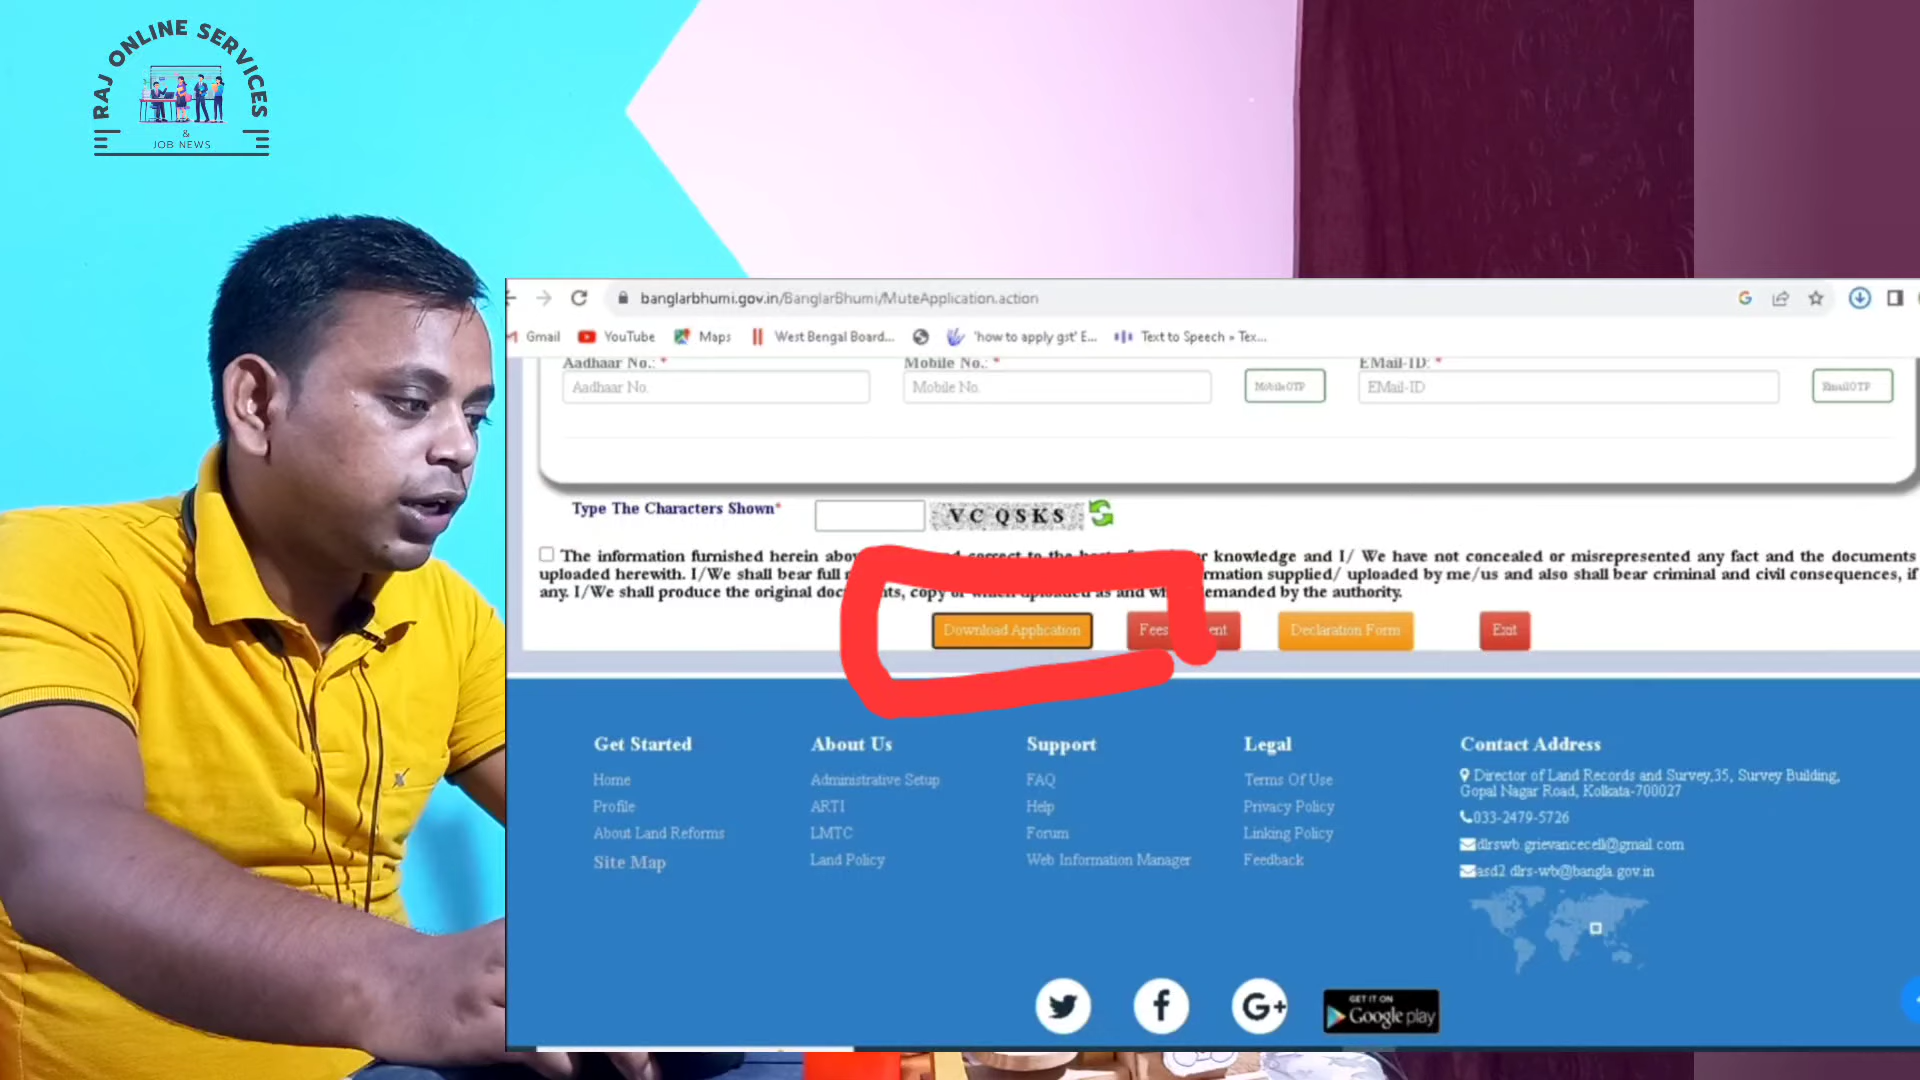 RAJ ONLINE SERVICES
&
JOB NEWS
banglarbhumi.gov.in/BanglarBhumi/MuteApplication.action
Gmail YouTube Maps West Bengal Board... 'how to apply gst' E... Text to Speech » Tex...
Aadhaar No.: * Mobile No.: * EMail-ID: *
Aadhaar No. Mobile No. MobileOTP EMail-ID EmailOTP
Type The Characters Shown* VC QSKS
The information furnished herein knowledge and I/ We have not concealed or misrepresented any fact and the documents
uploaded herewith. I/We shall bear full supplied/ uploaded by me/us and also shall bear criminal and civil consequences, if
any. I/We shall produce the original copy as and by the authority.
Download Application Declaration Form Exit
Get Started About Us Support Legal Contact Address
Home Administrative Setup FAQ Terms Of Use Director of Land Records and Survey,35, Survey Building,
Gopal Nagar Road, Kolkata-700027
Profile ARTI Help Privacy Policy 033-2479-5726
About Land Reforms LMTC Forum Linking Policy dlrswb.grievancecell@gmail.com
Site Map Land Policy Web Information Manager Feedback asd2.dlrs-wb@bangla.gov.in
G+ GET IT ON
Google play